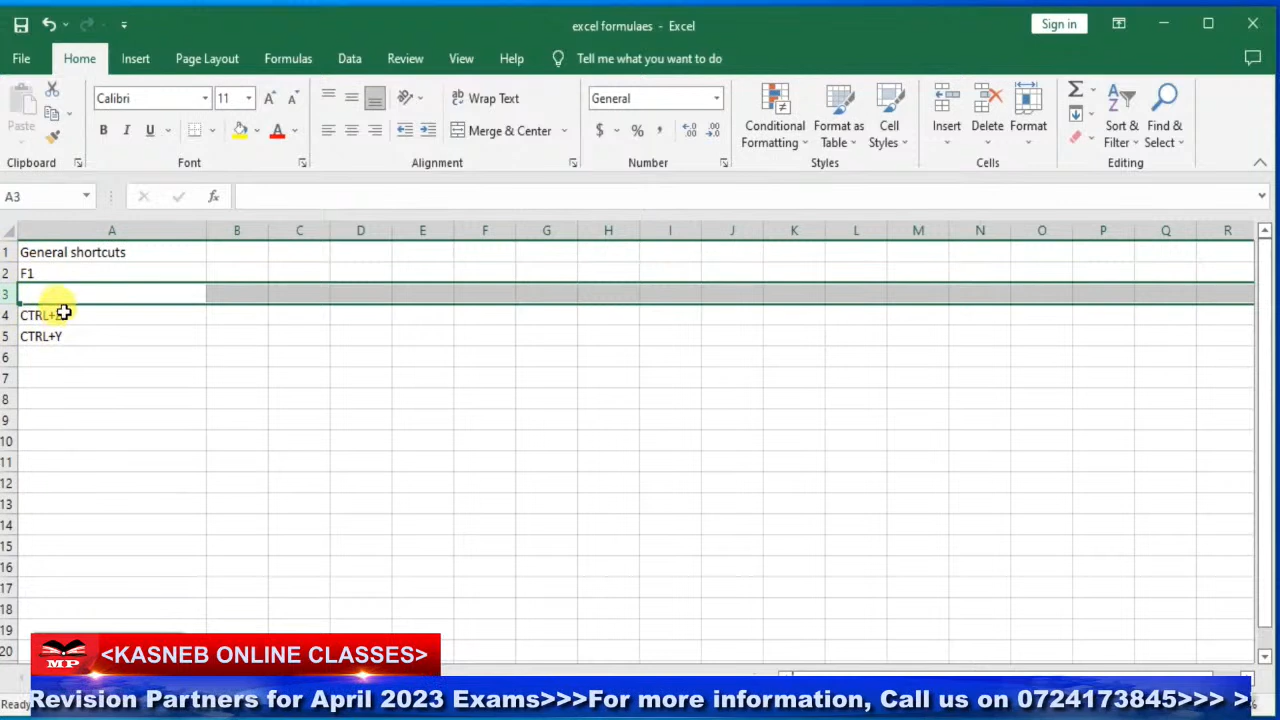 excel formulaes - Excel
Sign in
File Home Insert Page Layout Formulas Data Review View Help Tell me what you want to do
Paste
Calibri 11
B I U
Wrap Text
Merge & Center
General
$ % ,
Conditional Formatting
Format as Table
Cell Styles
Insert
Delete
Format
Sort & Filter
Find & Select
Clipboard Font Alignment Number Styles Cells Editing
A3
fx
A B C D E F G H I J K L M N O P Q R
1 General shortcuts
2 F1
3
4 CTRL+
5 CTRL+Y
6
7
8
9
10
11
12
13
14
15
16
17
18
19
20
MP
<KASNEB ONLINE CLASSES>
Ready
Revision Partners for April 2023 Exams>>>For more information, Call us on 0724173845>>> >